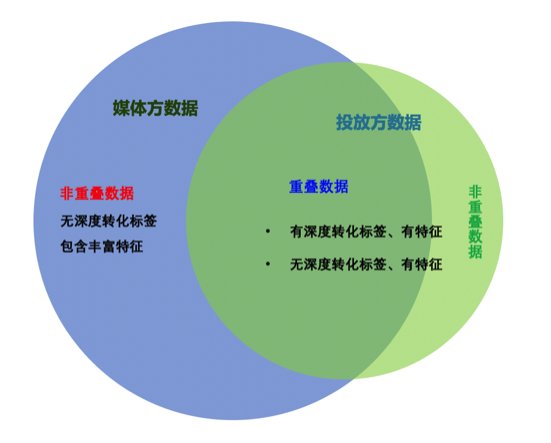 媒体方数据
投放方数据
非重叠数据
无深度转化标签
包含丰富特征
重叠数据
• 有深度转化标签、有特征
• 无深度转化标签、有特征
非重叠数据